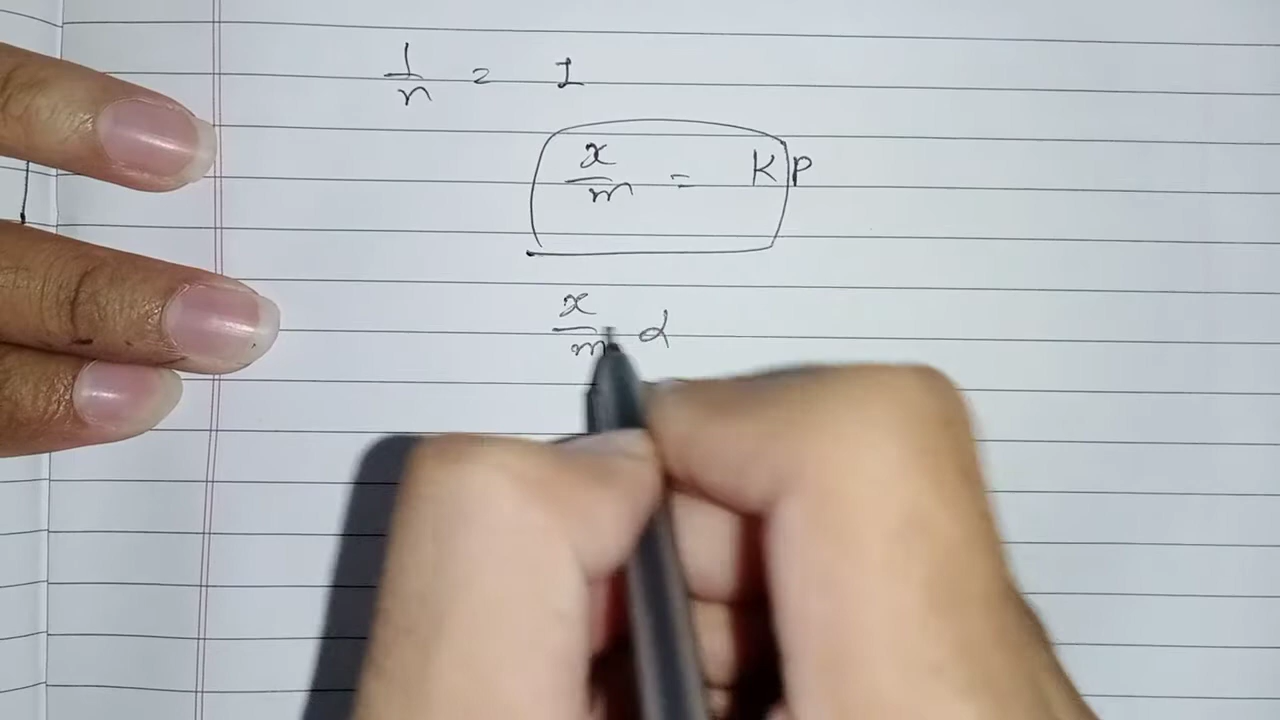 1/n = 1
x/m = KP
x/m α